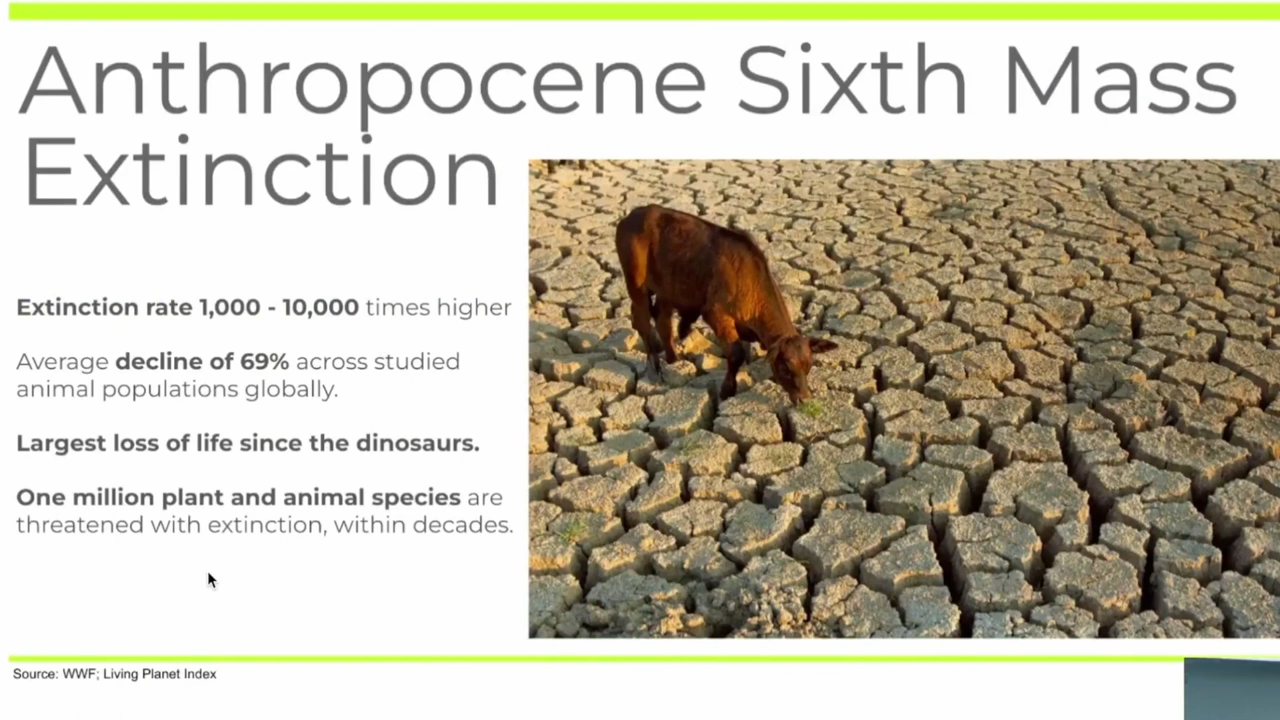 Anthropocene Sixth Mass
Extinction
Extinction rate 1,000 - 10,000 times higher
Average decline of 69% across studied
animal populations globally.
Largest loss of life since the dinosaurs.
One million plant and animal species are
threatened with extinction, within decades.
Source: WWF; Living Planet Index